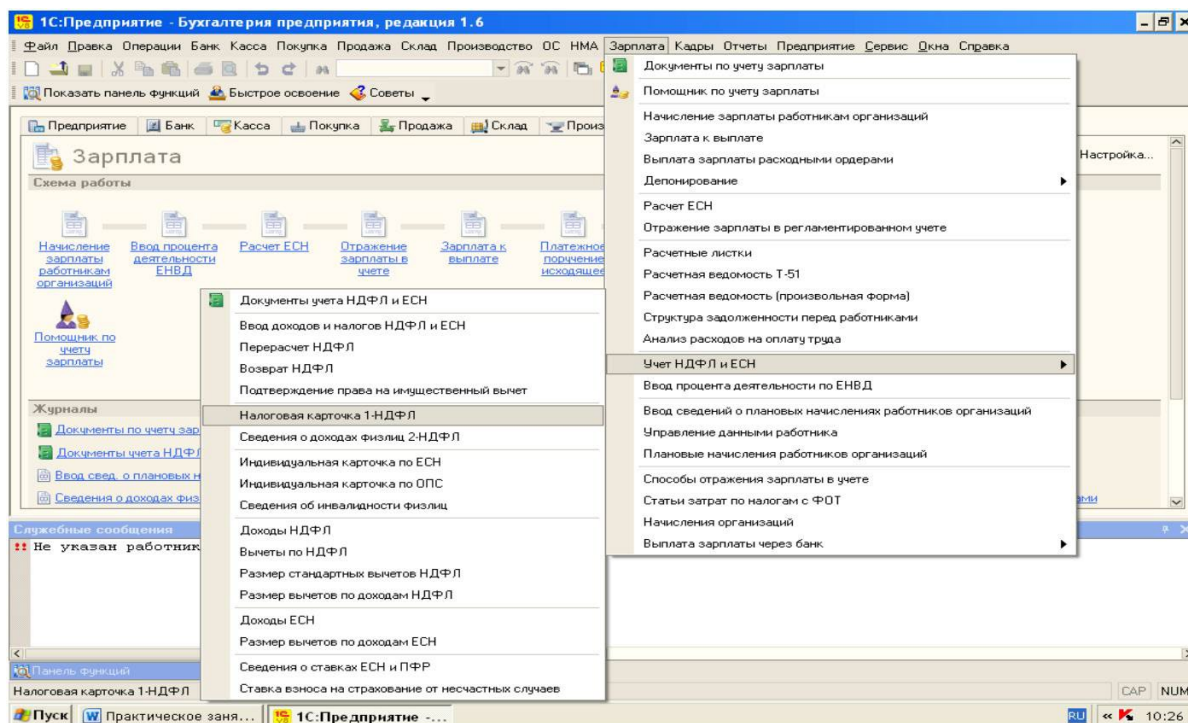 1С:Предприятие - Бухгалтерия предприятия, редакция 1.6
Файл Правка Операции Банк Касса Покупка Продажа Склад Производство ОС НМА Зарплата Кадры Отчеты Предприятие Сервис Окна Справка
Показать панель функций Быстрое освоение Советы
Предприятие Банк Касса Покупка Продажа Склад Произ
Зарплата
Настройка...
Схема работы
Начисление зарплаты работникам организаций
Ввод процента деятельности ЕНВД
Расчет ЕСН
Отражение зарплаты в учете
Зарплата к выплате
Платежное поручение исходящее
Помощник по учету зарплаты
Журналы
Документы по учету зар
Документы учета НДФЛ
Ввод свед. о плановых н
Сведения о доходах физ
Документы по учету зарплаты
Помощник по учету зарплаты
Начисление зарплаты работникам организаций
Зарплата к выплате
Выплата зарплаты расходными ордерами
Депонирование
Расчет ЕСН
Отражение зарплаты в регламентированном учете
Расчетные листки
Расчетная ведомость Т-51
Расчетная ведомость (произвольная форма)
Структура задолженности перед работниками
Анализ расходов на оплату труда
Учет НДФЛ и ЕСН
Ввод процента деятельности по ЕНВД
Ввод сведений о плановых начислениях работников организаций
Управление данными работника
Плановые начисления работников организаций
Способы отражения зарплаты в учете
Статьи затрат по налогам с ФОТ
Начисления организаций
Выплата зарплаты через банк
Документы учета НДФЛ и ЕСН
Ввод доходов и налогов НДФЛ и ЕСН
Перерасчет НДФЛ
Возврат НДФЛ
Подтверждение права на имущественный вычет
Налоговая карточка 1-НДФЛ
Сведения о доходах физлиц 2-НДФЛ
Индивидуальная карточка по ЕСН
Индивидуальная карточка по ОПС
Сведения об инвалидности физлиц
Доходы НДФЛ
Вычеты по НДФЛ
Размер стандартных вычетов НДФЛ
Размер вычетов по доходам НДФЛ
Доходы ЕСН
Размер вычетов по доходам ЕСН
Сведения о ставках ЕСН и ПФР
Ставка взноса на страхование от несчастных случаев
ами
Служебные сообщения
!! Не указан работник
Панель функций
Налоговая карточка 1-НДФЛ
CAP NUM
Пуск Практическое заня... 1С:Предприятие -... RU « 10:26